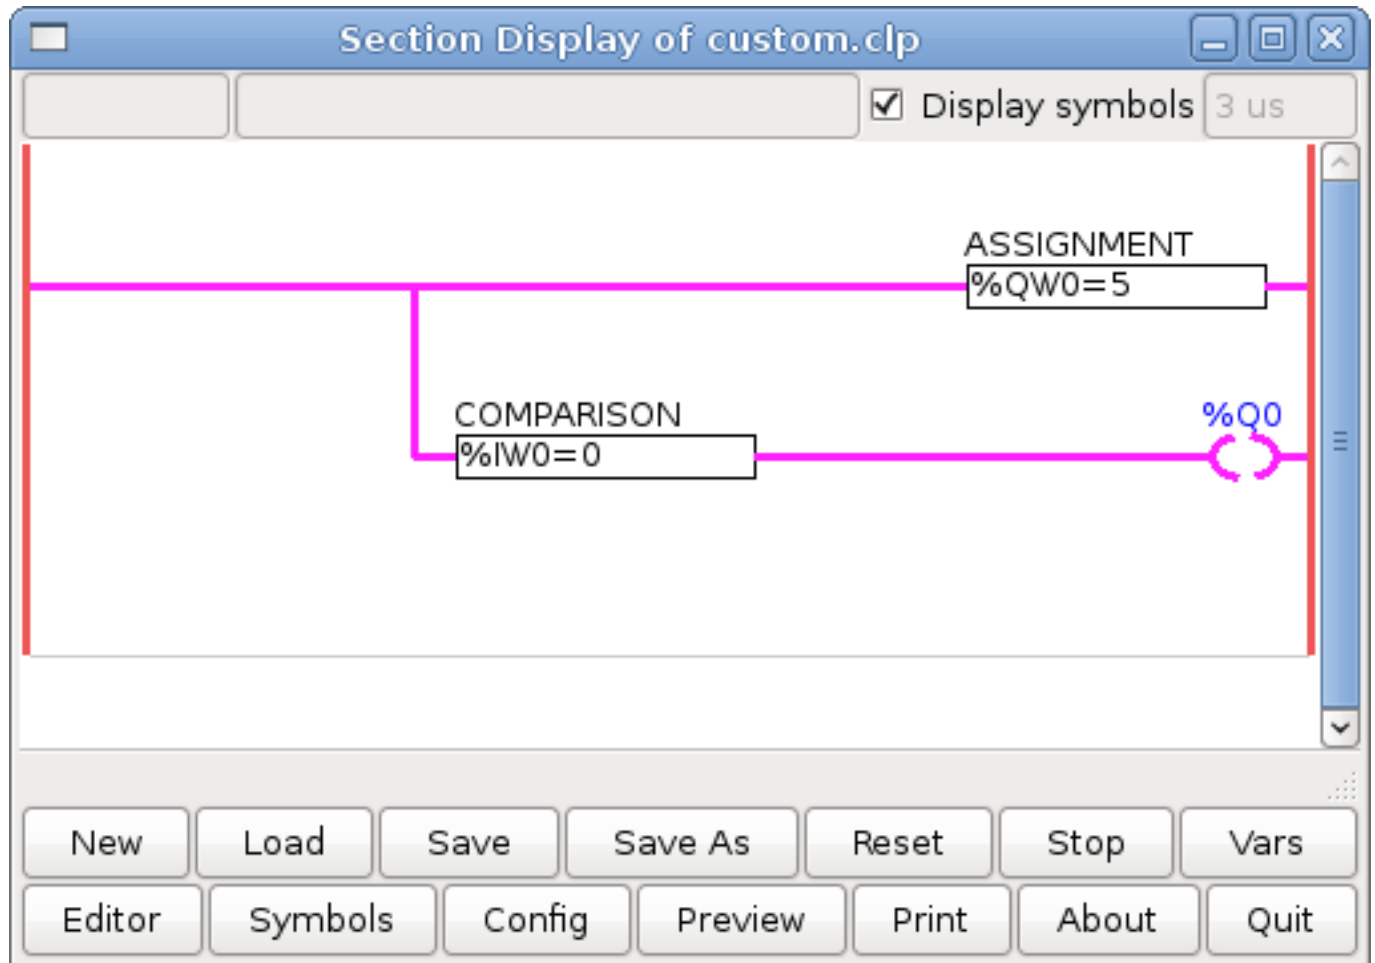 Section Display of custom.clp
Display symbols 3 us
ASSIGNMENT
%QW0=5
COMPARISON %Q0
%IW0=0
New Load Save Save As Reset Stop Vars
Editor Symbols Config Preview Print About Quit